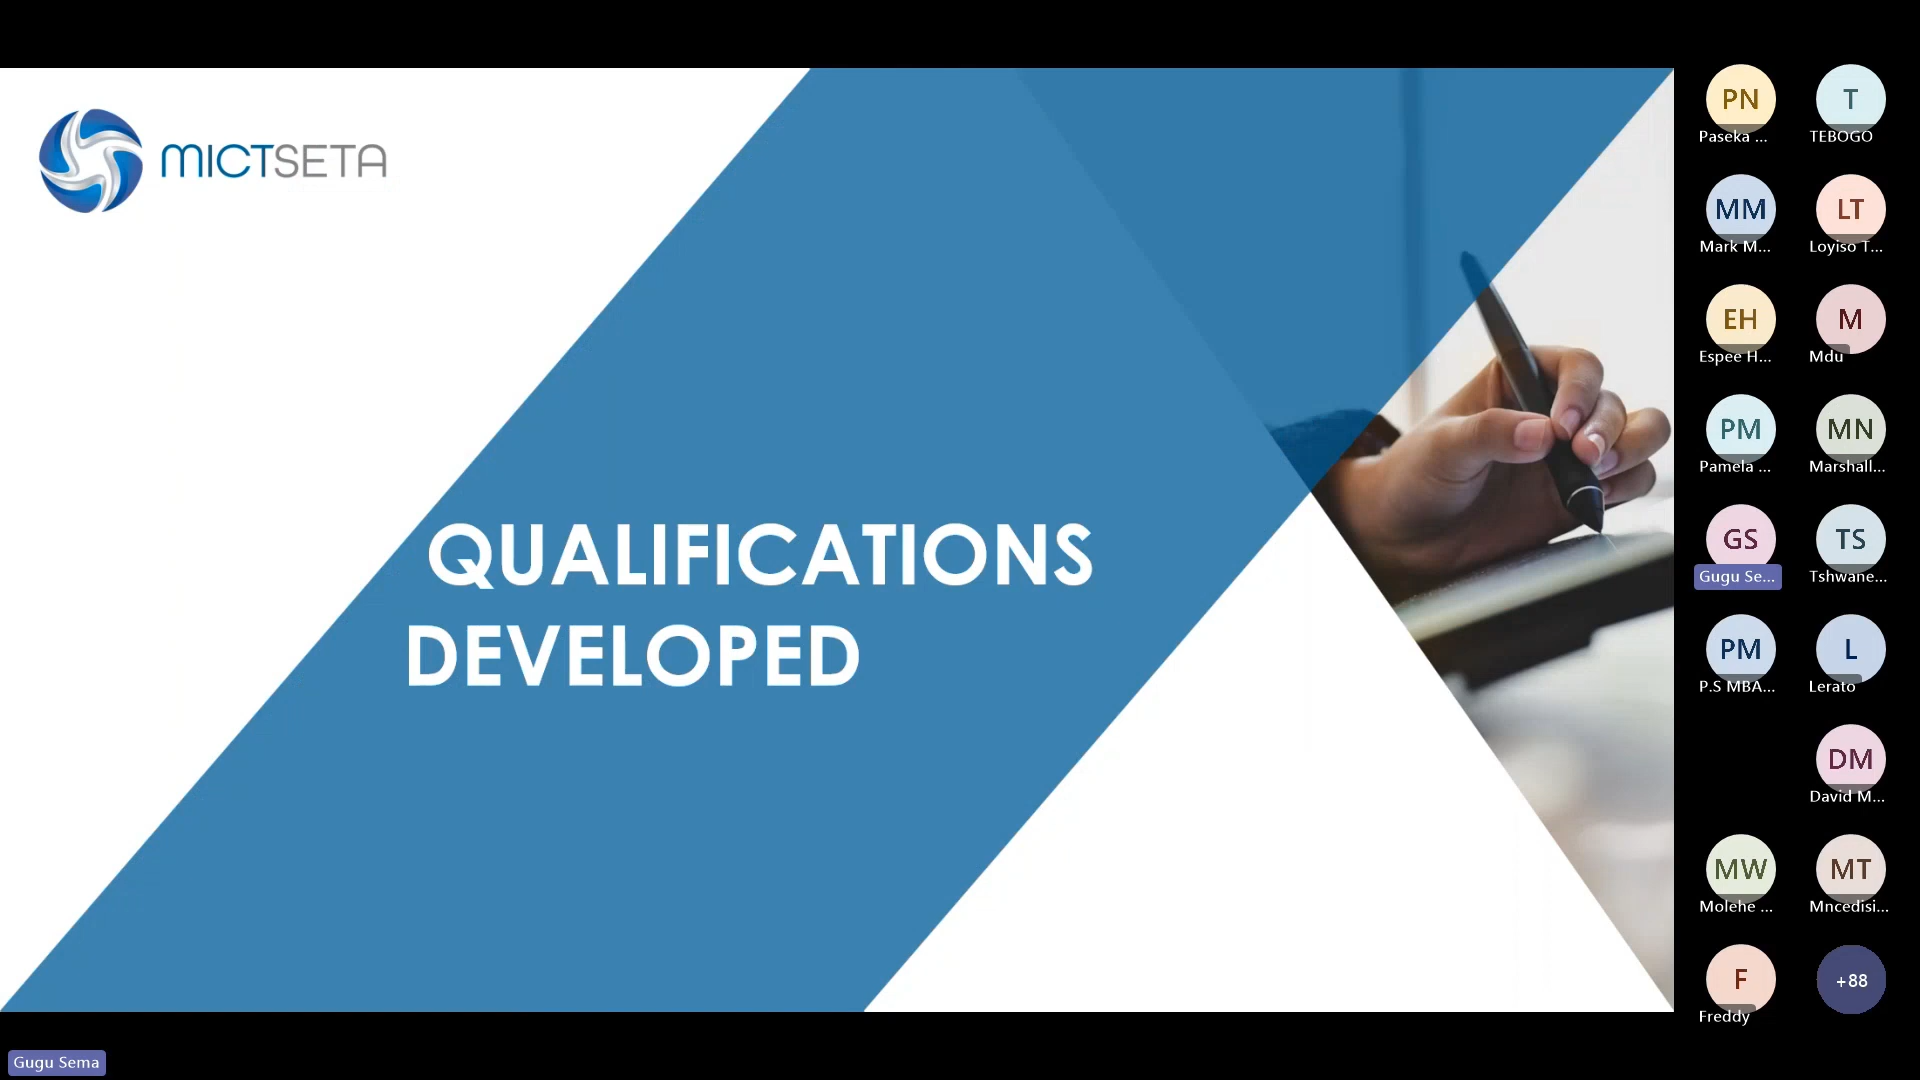 MICTSETA
QUALIFICATIONS
DEVELOPED
PN
Paseka ...
T
TEBOGO
MM
Mark M...
LT
Loyiso T...
EH
Espee H...
M
Mdu
PM
Pamela ...
MN
Marshall...
GS
Gugu Se...
TS
Tshwane...
PM
P.S MBA...
L
Lerato
DM
David M...
MW
Molehe ...
MT
Mncedisi...
F
Freddy
+88
Gugu Sema